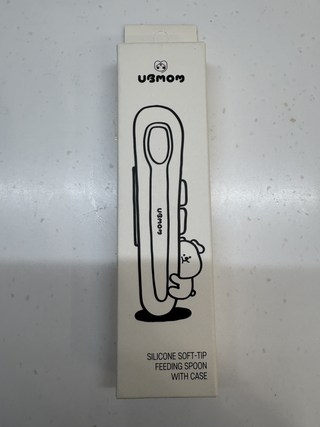 UBMOM
UBMOM
SILICONE SOFT-TIP
FEEDING SPOON
WITH CASE